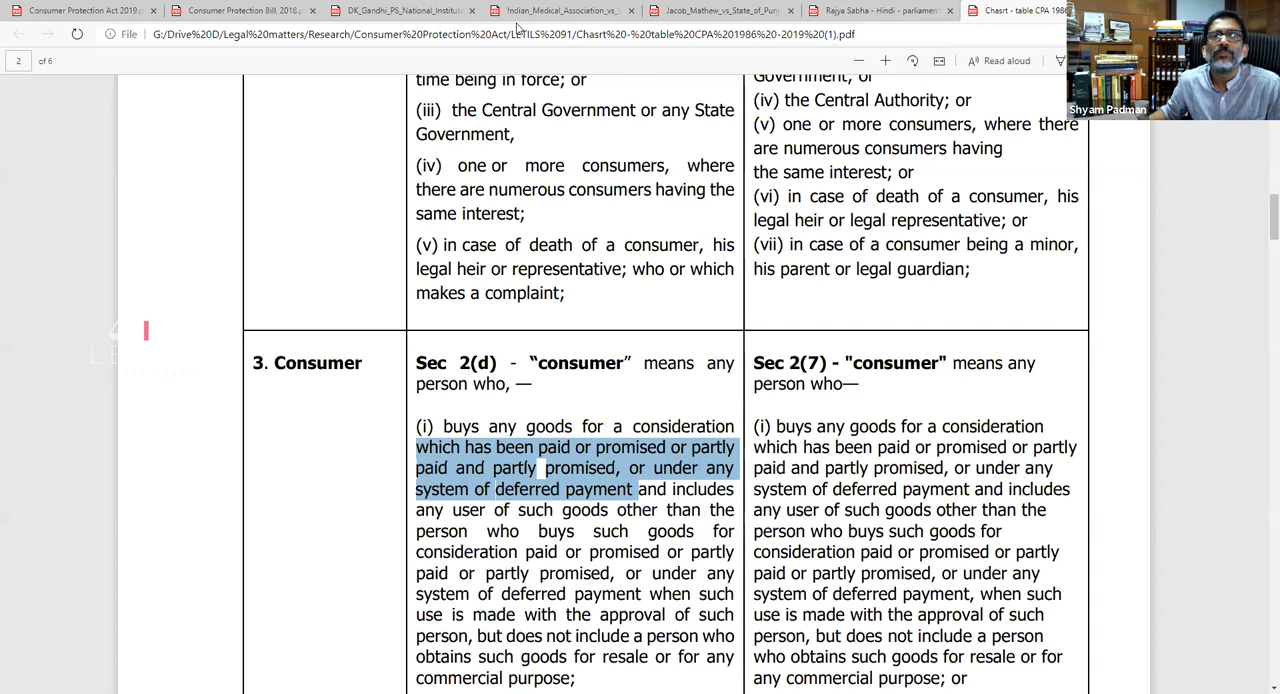 Consumer Protection Act 2019.p
Consumer Protection Bill, 2018.pd
DK_Gandhi_PS_National_Institut
Indian_Medical_Association_vs_
Jacob_Mathew_vs_State_of_Punj
Rajya Sabha - Hindi - parliamen
Chasrt - table CPA 1986
File
G:/Drive%20D/Legal%20matters/Research/Consumer%20Protection%20Act/LETILS%2091/Chasrt%20-%20table%20CPA%201986%20-2019%20(1).pdf
2 of 6
Read aloud
Shyam Padman
time being in force; or
(iii) the Central Government or any State
Government,
(iv) one or more consumers, where
there are numerous consumers having the
same interest;
(v) in case of death of a consumer, his
legal heir or representative; who or which
makes a complaint;
Government; or
(iv) the Central Authority; or
(v) one or more consumers, where there
are numerous consumers having
the same interest; or
(vi) in case of death of a consumer, his
legal heir or legal representative; or
(vii) in case of a consumer being a minor,
his parent or legal guardian;
3. Consumer
Sec 2(d) - “consumer” means any
person who, —
(i) buys any goods for a consideration
which has been paid or promised or partly
paid and partly promised, or under any
system of deferred payment and includes
any user of such goods other than the
person who buys such goods for
consideration paid or promised or partly
paid or partly promised, or under any
system of deferred payment when such
use is made with the approval of such
person, but does not include a person who
obtains such goods for resale or for any
commercial purpose;
Sec 2(7) - "consumer" means any
person who—
(i) buys any goods for a consideration
which has been paid or promised or partly
paid and partly promised, or under any
system of deferred payment and includes
any user of such goods other than the
person who buys such goods for
consideration paid or promised or partly
paid or partly promised, or under any
system of deferred payment, when such
use is made with the approval of such
person, but does not include a person
who obtains such goods for resale or for
any commercial purpose; or